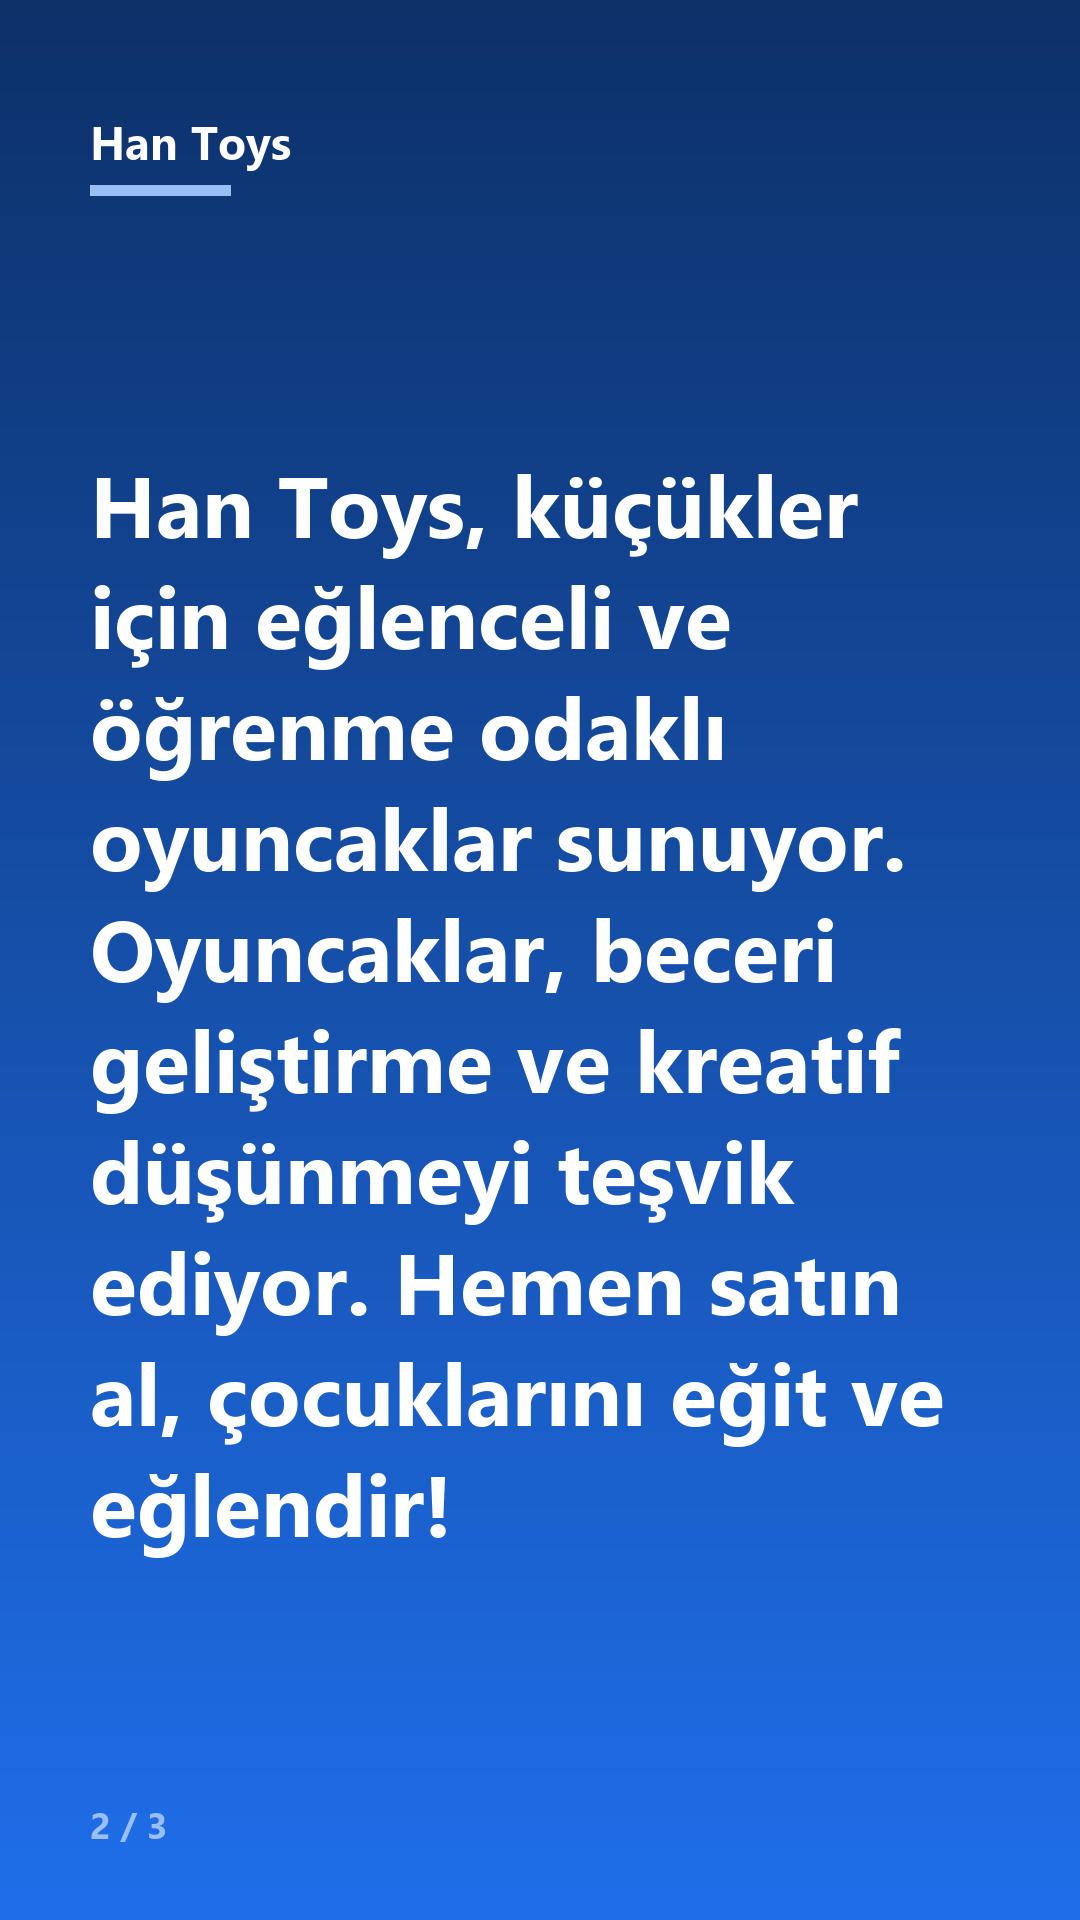 Han Toys
Han Toys, küçükler
için eğlenceli ve
öğrenme odaklı
oyuncaklar sunuyor.
Oyuncaklar, beceri
geliştirme ve kreatif
düşünmeyi teşvik
ediyor. Hemen satın
al, çocuklarını eğit ve
eğlendir!
2 / 3